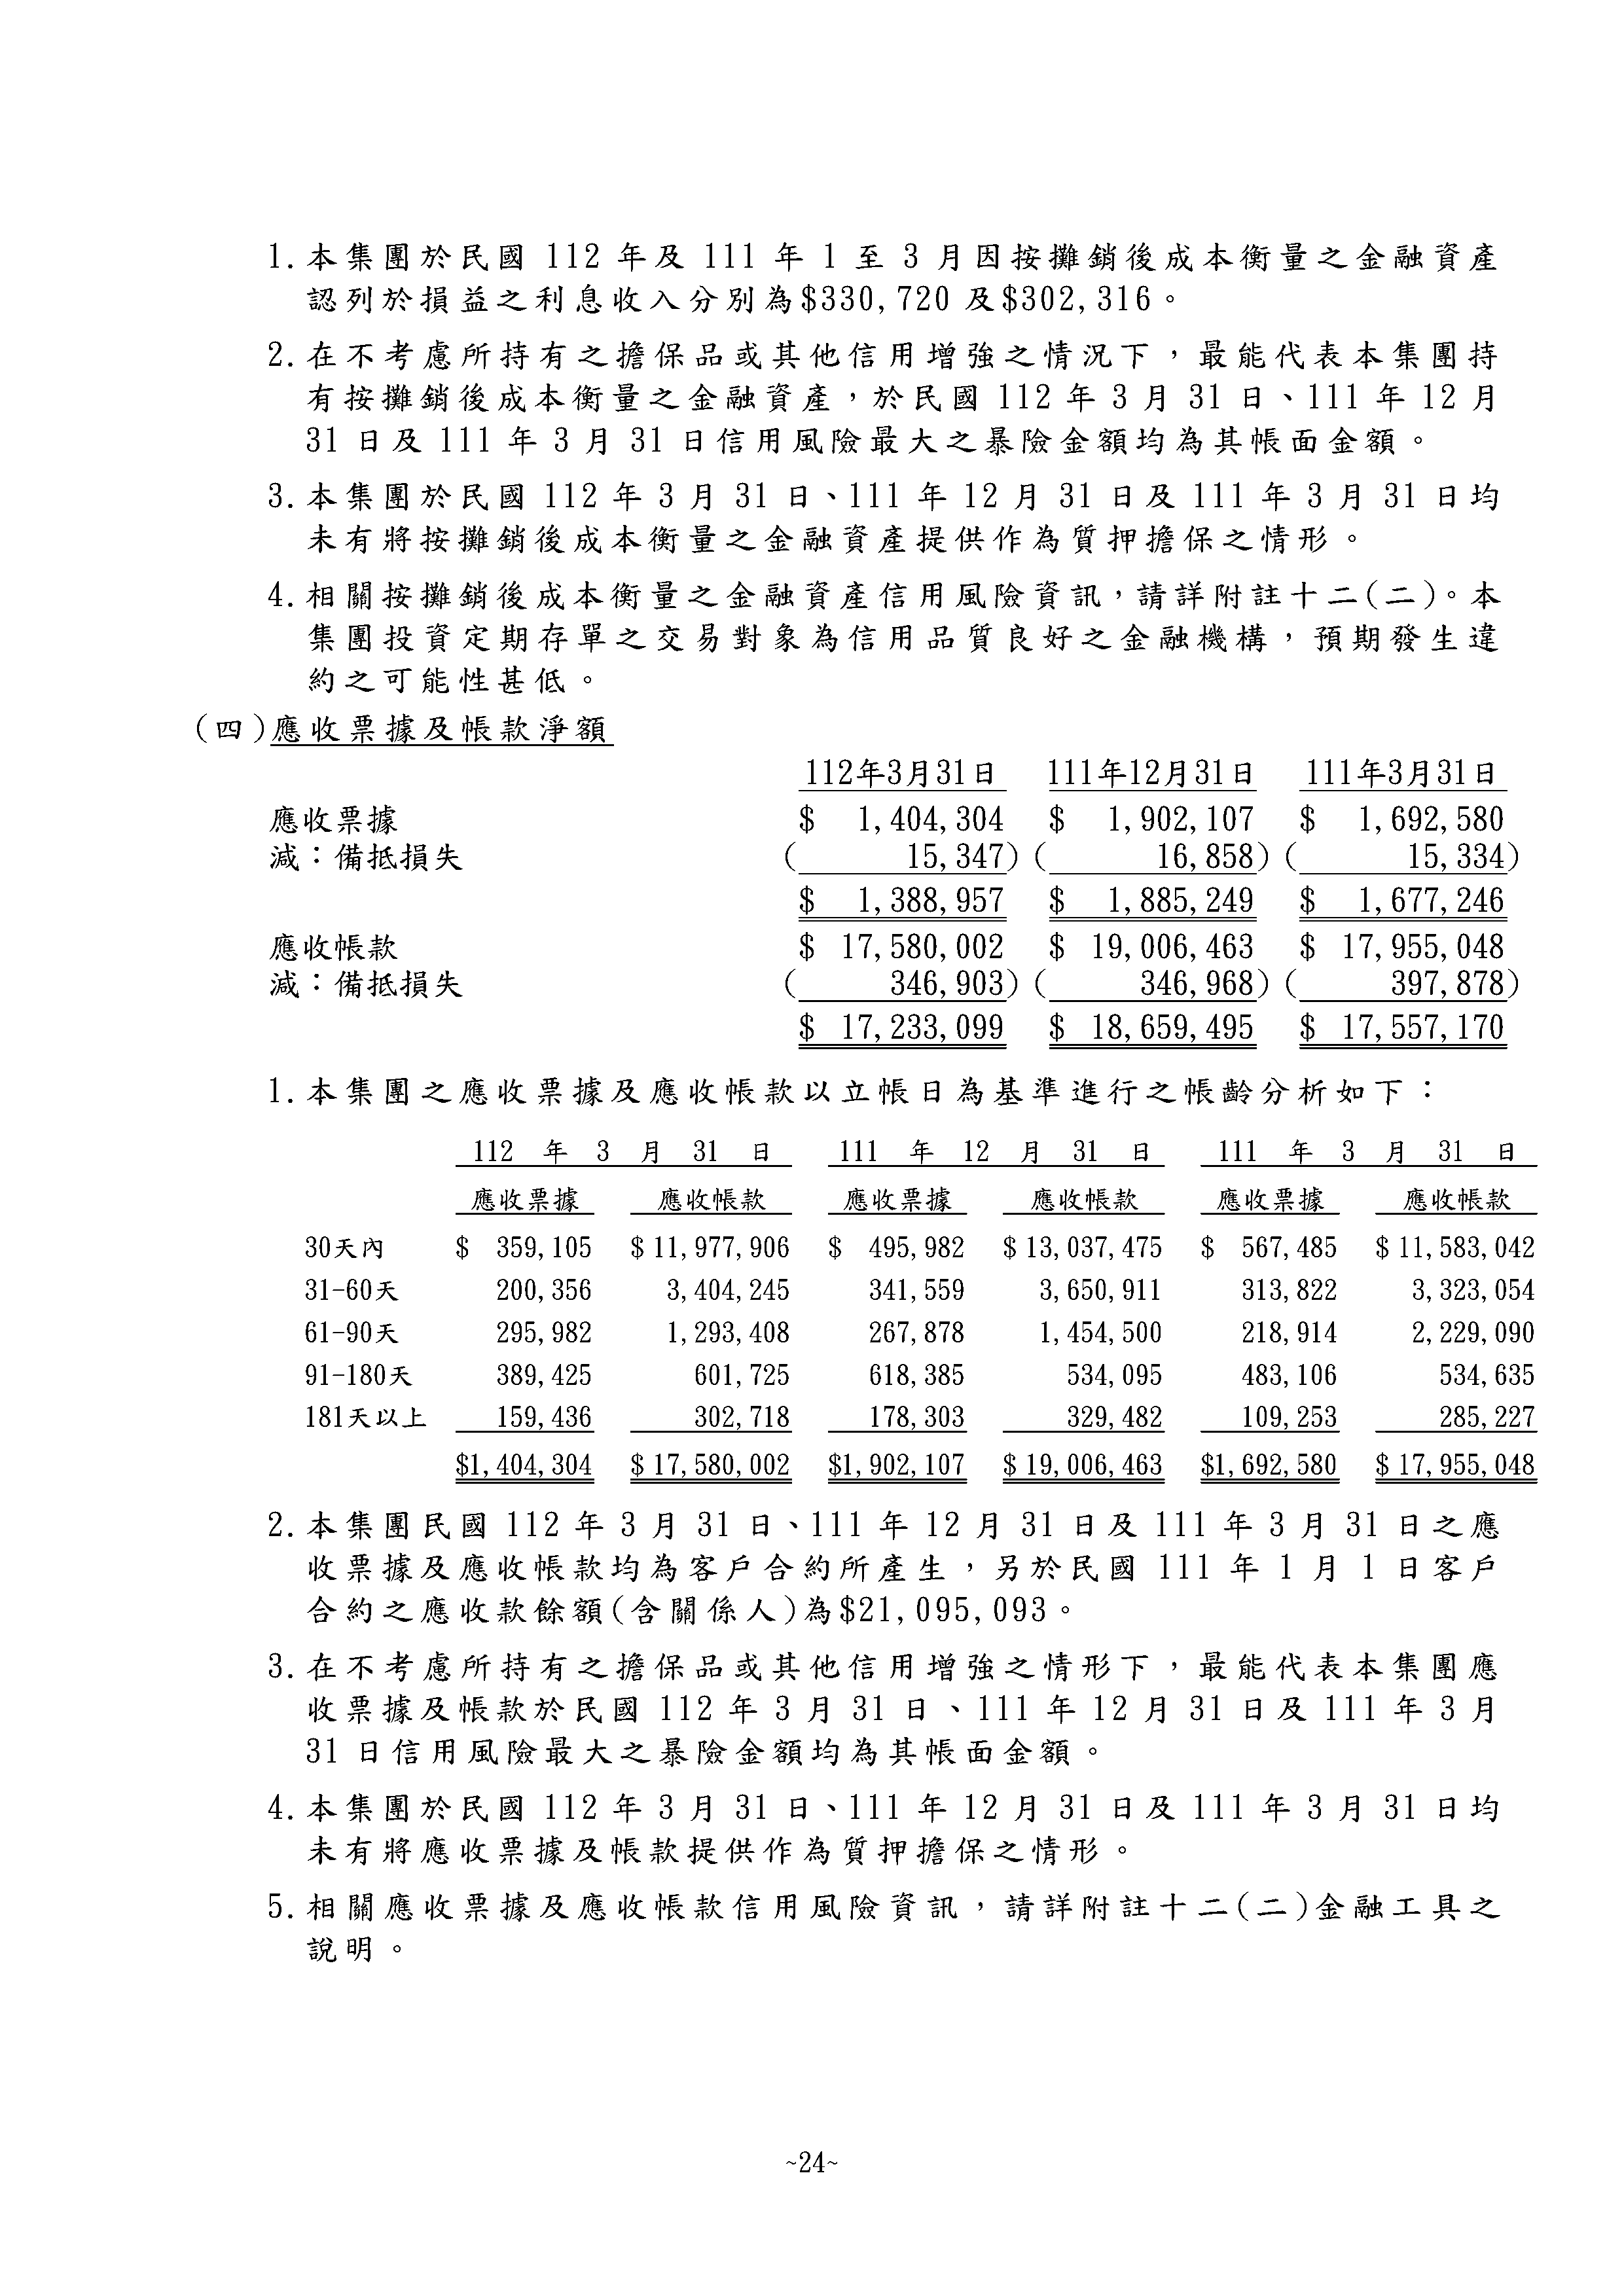 1. 本集團於民國 112 年及 111 年 1 至 3 月因按攤銷後成本衡量之金融資產
認列於損益之利息收入分別為$330,720 及$302,316。
2. 在不考慮所持有之擔保品或其他信用增強之情況下，最能代表本集團持
有按攤銷後成本衡量之金融資產，於民國 112 年 3 月 31 日、111 年 12 月
31 日及 111 年 3 月 31 日信用風險最大之暴險金額均為其帳面金額。
3. 本集團於民國 112 年 3 月 31 日、111 年 12 月 31 日及 111 年 3 月 31 日均
未有將按攤銷後成本衡量之金融資產提供作為質押擔保之情形。
4. 相關按攤銷後成本衡量之金融資產信用風險資訊，請詳附註十二(二)。本
集團投資定期存單之交易對象為信用品質良好之金融機構，預期發生違
約之可能性甚低。
(四)應收票據及帳款淨額
112年3月31日 111年12月31日 111年3月31日
應收票據 $ 1,404,304 $ 1,902,107 $ 1,692,580
減：備抵損失 ( 15,347) ( 16,858) ( 15,334)
$ 1,388,957 $ 1,885,249 $ 1,677,246
應收帳款 $ 17,580,002 $ 19,006,463 $ 17,955,048
減：備抵損失 ( 346,903) ( 346,968) ( 397,878)
$ 17,233,099 $ 18,659,495 $ 17,557,170
1. 本集團之應收票據及應收帳款以立帳日為基準進行之帳齡分析如下：
112 年 3 月 31 日 111 年 12 月 31 日 111 年 3 月 31 日
應收票據 應收帳款 應收票據 應收帳款 應收票據 應收帳款
30天內 $ 359,105 $ 11,977,906 $ 495,982 $ 13,037,475 $ 567,485 $ 11,583,042
31-60天 200,356 3,404,245 341,559 3,650,911 313,822 3,323,054
61-90天 295,982 1,293,408 267,878 1,454,500 218,914 2,229,090
91-180天 389,425 601,725 618,385 534,095 483,106 534,635
181天以上 159,436 302,718 178,303 329,482 109,253 285,227
$1,404,304 $ 17,580,002 $1,902,107 $ 19,006,463 $1,692,580 $ 17,955,048
2. 本集團民國 112 年 3 月 31 日、111 年 12 月 31 日及 111 年 3 月 31 日之應
收票據及應收帳款均為客戶合約所產生，另於民國 111 年 1 月 1 日客戶
合約之應收款餘額(含關係人)為$21,095,093。
3. 在不考慮所持有之擔保品或其他信用增強之情形下，最能代表本集團應
收票據及帳款於民國 112 年 3 月 31 日、111 年 12 月 31 日及 111 年 3 月
31 日信用風險最大之暴險金額均為其帳面金額。
4. 本集團於民國 112 年 3 月 31 日、111 年 12 月 31 日及 111 年 3 月 31 日均
未有將應收票據及帳款提供作為質押擔保之情形。
5. 相關應收票據及應收帳款信用風險資訊，請詳附註十二(二)金融工具之
說明。
~24~